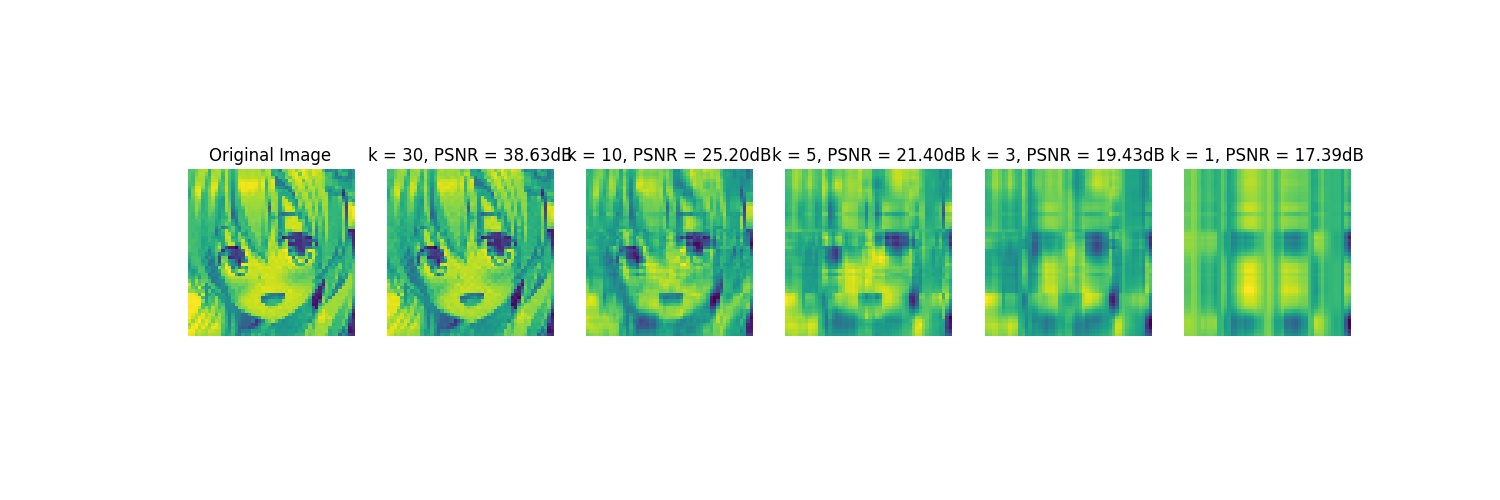 Original Image
k = 30, PSNR = 38.63dB
k = 10, PSNR = 25.20dB
k = 5, PSNR = 21.40dB
k = 3, PSNR = 19.43dB
k = 1, PSNR = 17.39dB